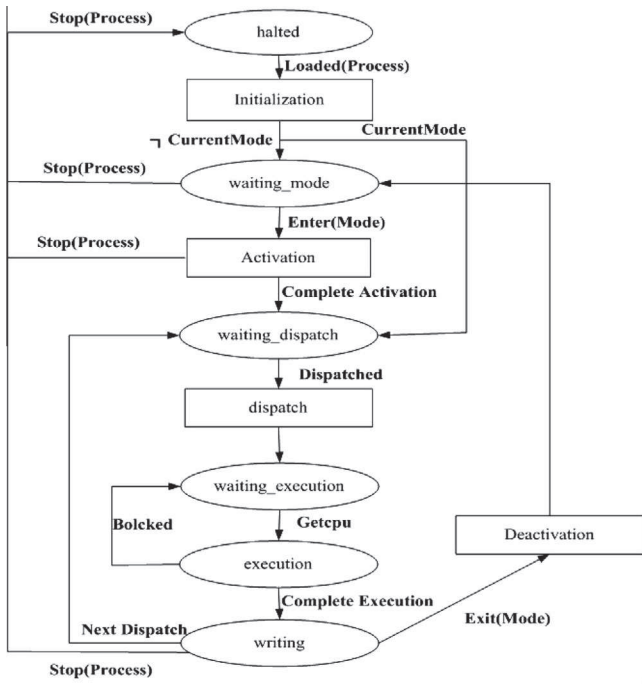 Stop(Process)
halted
Loaded(Process)
Initialization
CurrentMode
¬ CurrentMode
Stop(Process)
waiting_mode
Enter(Mode)
Stop(Process)
Activation
Complete Activation
waiting_dispatch
Dispatched
dispatch
waiting_execution
Bolcked
Getcpu
Deactivation
execution
Complete Execution
Exit(Mode)
Next Dispatch
writing
Stop(Process)